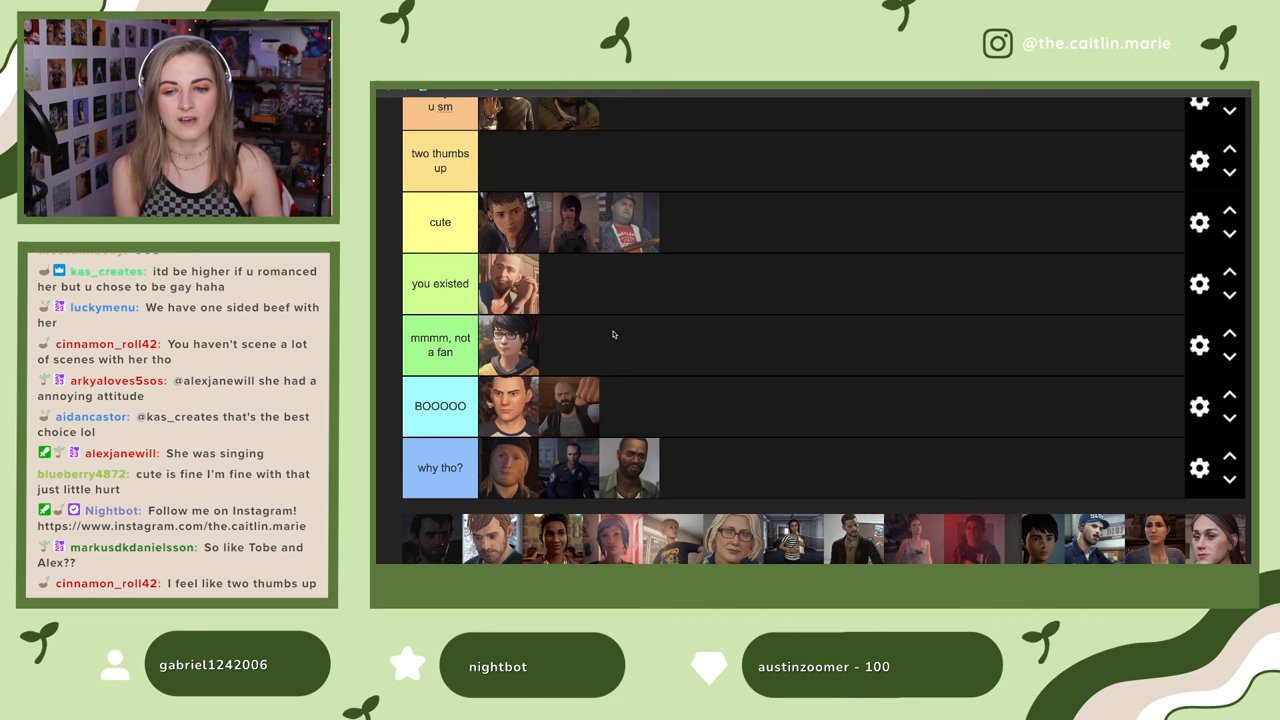 @the.caitlin.marie
u sm
two thumbs
up
cute
you existed
mmmm, not
a fan
BOOOOO
why tho?
kas_creates: itd be higher if u romanced
her but u chose to be gay haha
luckymenu: We have one sided beef with
her
cinnamon_roll42: You haven't scene a lot
of scenes with her tho
arkyaloves5sos: @alexjanewill she had a
annoying attitude
aidancastor: @kas_creates that's the best
choice lol
alexjanewill: She was singing
blueberry4872: cute is fine I'm fine with that
just little hurt
Nightbot: Follow me on Instagram!
https://www.instagram.com/the.caitlin.marie
markusdkdanielsson: So like Tobe and
Alex??
cinnamon_roll42: I feel like two thumbs up
gabriel1242006
nightbot
austinzoomer - 100